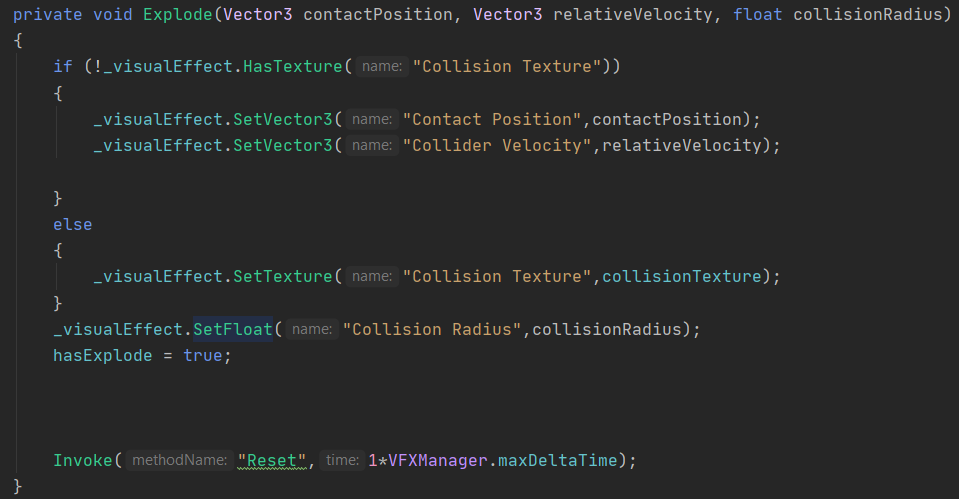 private void Explode(Vector3 contactPosition, Vector3 relativeVelocity, float collisionRadius)
{
if (!_visualEffect.HasTexture( name: "Collision Texture"))
{
_visualEffect.SetVector3( name: "Contact Position",contactPosition);
_visualEffect.SetVector3( name: "Collider Velocity",relativeVelocity);
}
else
{
_visualEffect.SetTexture( name: "Collision Texture",collisionTexture);
}
_visualEffect.SetFloat( name: "Collision Radius",collisionRadius);
hasExplode = true;
Invoke( methodName: "Reset", time: 1*VFXManager.maxDeltaTime);
}